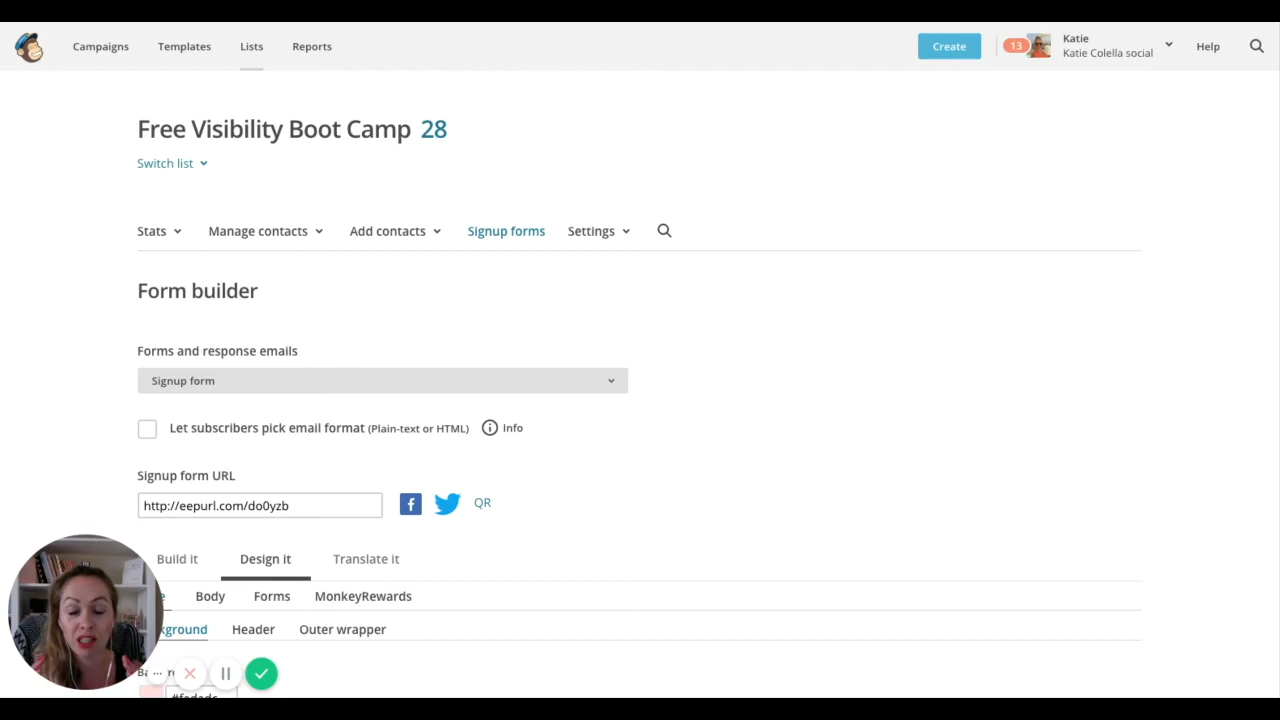 Campaigns Templates Lists Reports Create 13 Katie Help
Katie Colella social
Free Visibility Boot Camp 28
Switch list
Stats Manage contacts Add contacts Signup forms Settings
Form builder
Forms and response emails
Signup form
Let subscribers pick email format (Plain-text or HTML) Info
Signup form URL
http://eepurl.com/do0yzb QR
Build it Design it Translate it
Body Forms MonkeyRewards
Header Outer wrapper